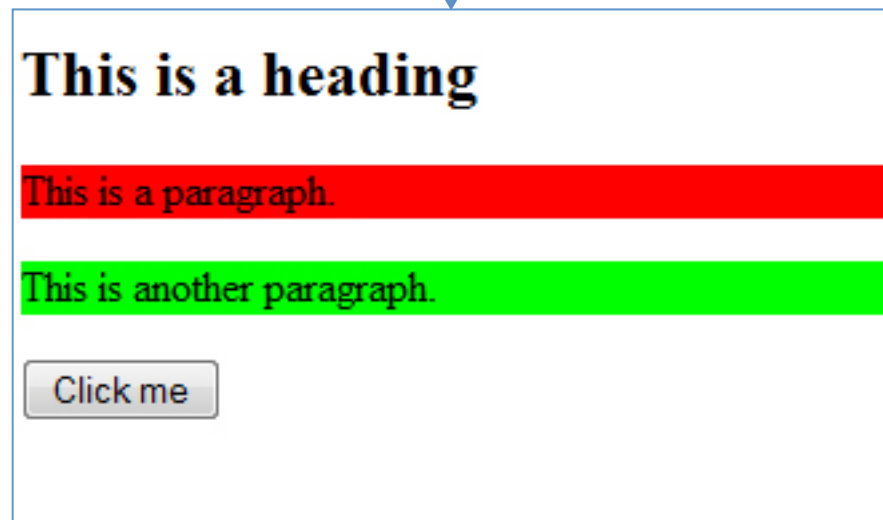 This is a heading
This is a paragraph.
This is another paragraph.
Click me